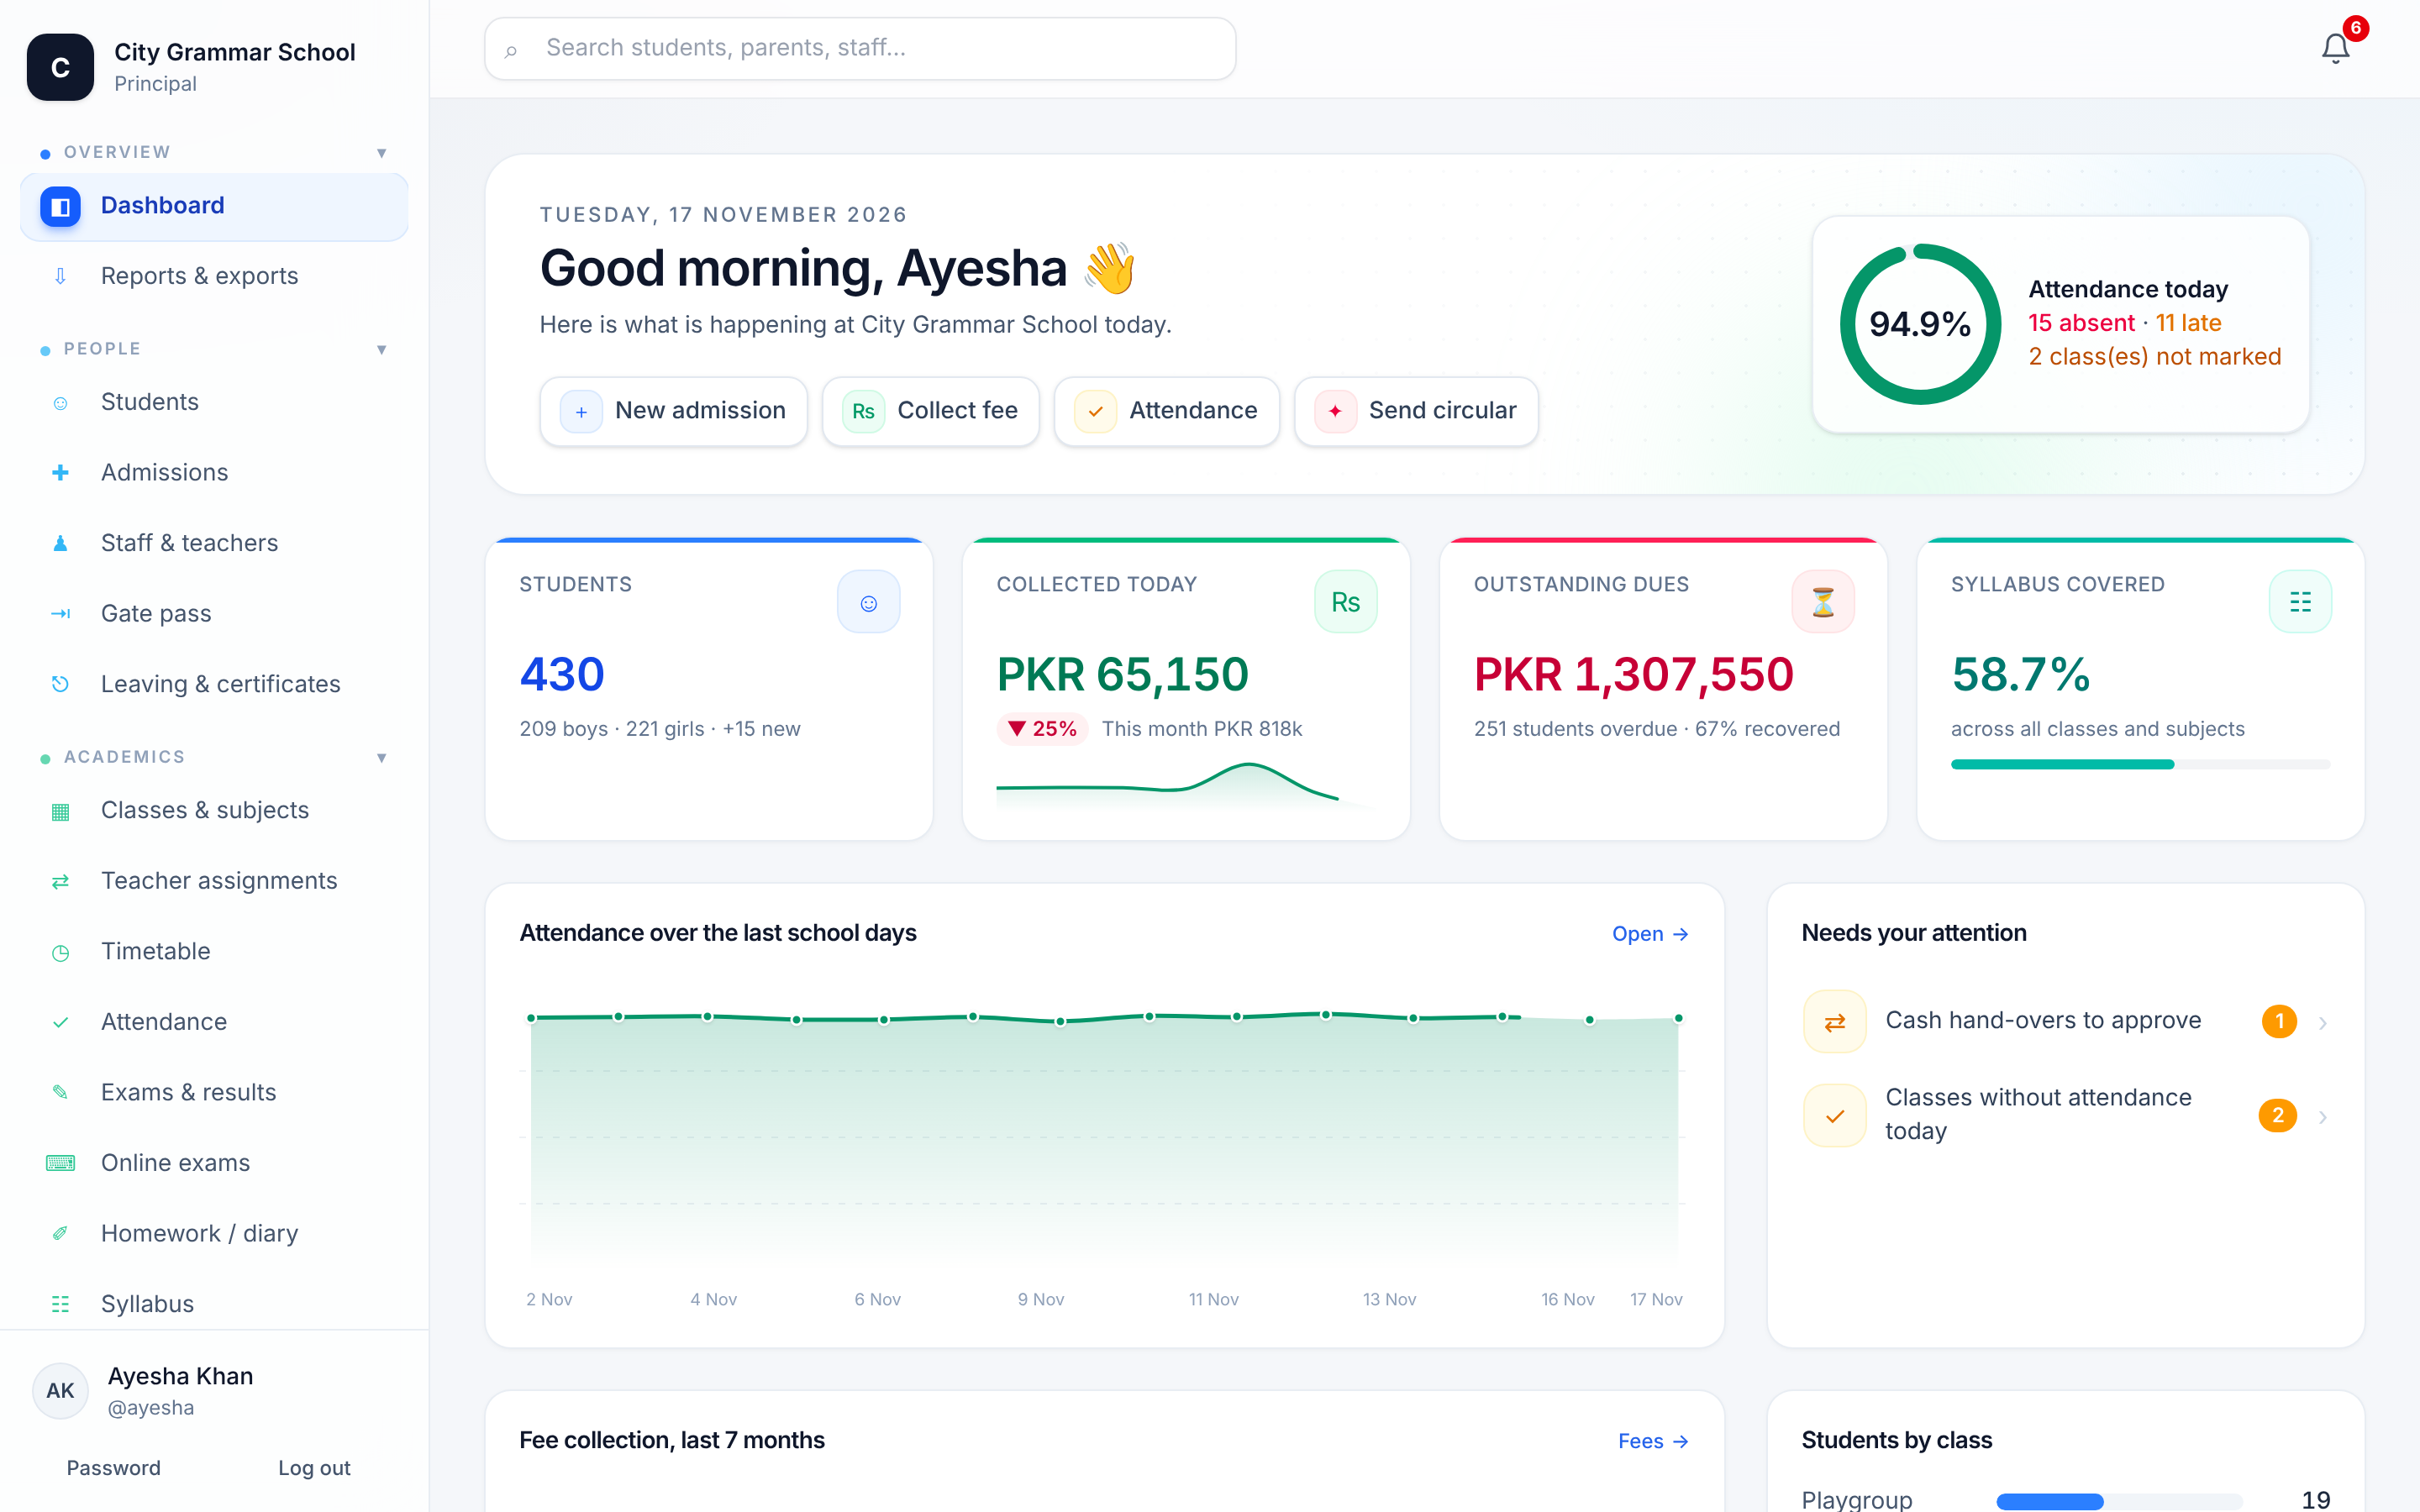 C
City Grammar School
Principal
OVERVIEW
Dashboard
Reports & exports
PEOPLE
Students
Admissions
Staff & teachers
Gate pass
Leaving & certificates
ACADEMICS
Classes & subjects
Teacher assignments
Timetable
Attendance
Exams & results
Online exams
Homework / diary
Syllabus
AK
Ayesha Khan
@ayesha
Password
Log out
Search students, parents, staff...
6
TUESDAY, 17 NOVEMBER 2026
Good morning, Ayesha 👋
Here is what is happening at City Grammar School today.
+ New admission
Rs Collect fee
✓ Attendance
✦ Send circular
94.9%
Attendance today
15 absent · 11 late
2 class(es) not marked
STUDENTS
430
209 boys · 221 girls · +15 new
COLLECTED TODAY
Rs
PKR 65,150
▼ 25% This month PKR 818k
OUTSTANDING DUES
PKR 1,307,550
251 students overdue · 67% recovered
SYLLABUS COVERED
58.7%
across all classes and subjects
Attendance over the last school days
Open →
2 Nov 4 Nov 6 Nov 9 Nov 11 Nov 13 Nov 16 Nov 17 Nov
Needs your attention
Cash hand-overs to approve
1
Classes without attendance
today
2
Fee collection, last 7 months
Fees →
Students by class
Playgroup
19